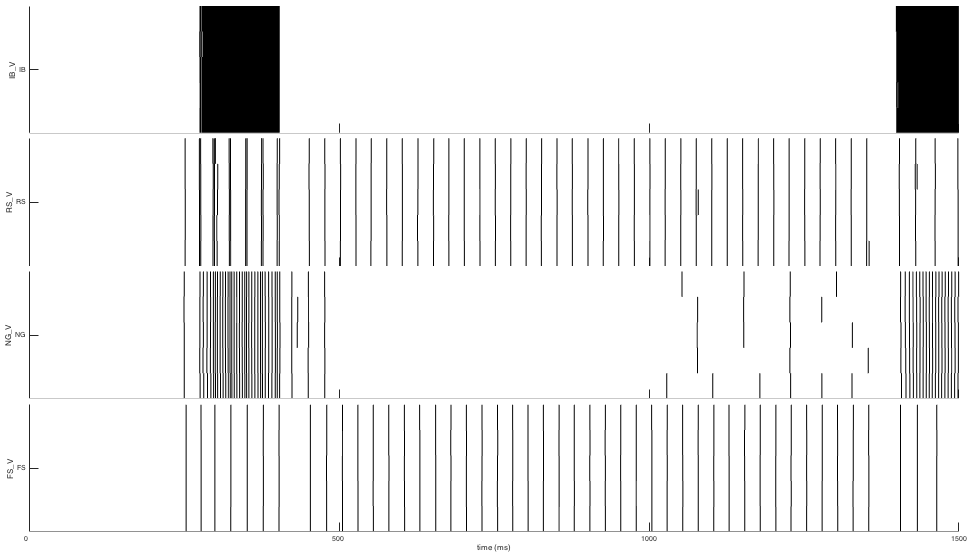 IB_V
IB
RS_V
RS
NG_V
NG
FS_V
FS
0
500
1000
1500
time (ms)